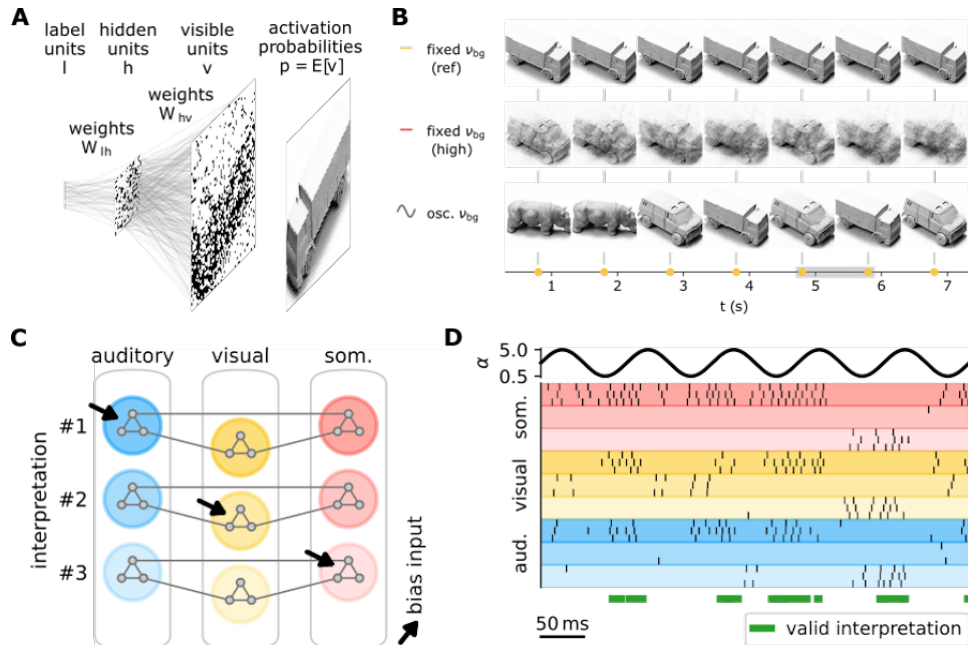 A
label
units
l
hidden
units
h
visible
units
v
activation
probabilities
p = E[v]
weights
W_hv
weights
W_lh
B
fixed ν_bg
(ref)
fixed ν_bg
(high)
osc. ν_bg
1 2 3 4 5 6 7
t (s)
C
auditory visual som.
#1
#2
#3
interpretation
bias input
D
α
5.0
0.5
som.
visual
aud.
50 ms
valid interpretation